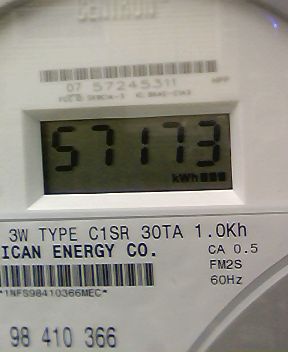 CENTRON
07 57245311
57173
kWh
3W TYPE C1SR 30TA 1.0Kh
ICAN ENERGY CO.
CA 0.5
FM2S
60Hz
*1NFS98410366MEC*
98 410 366